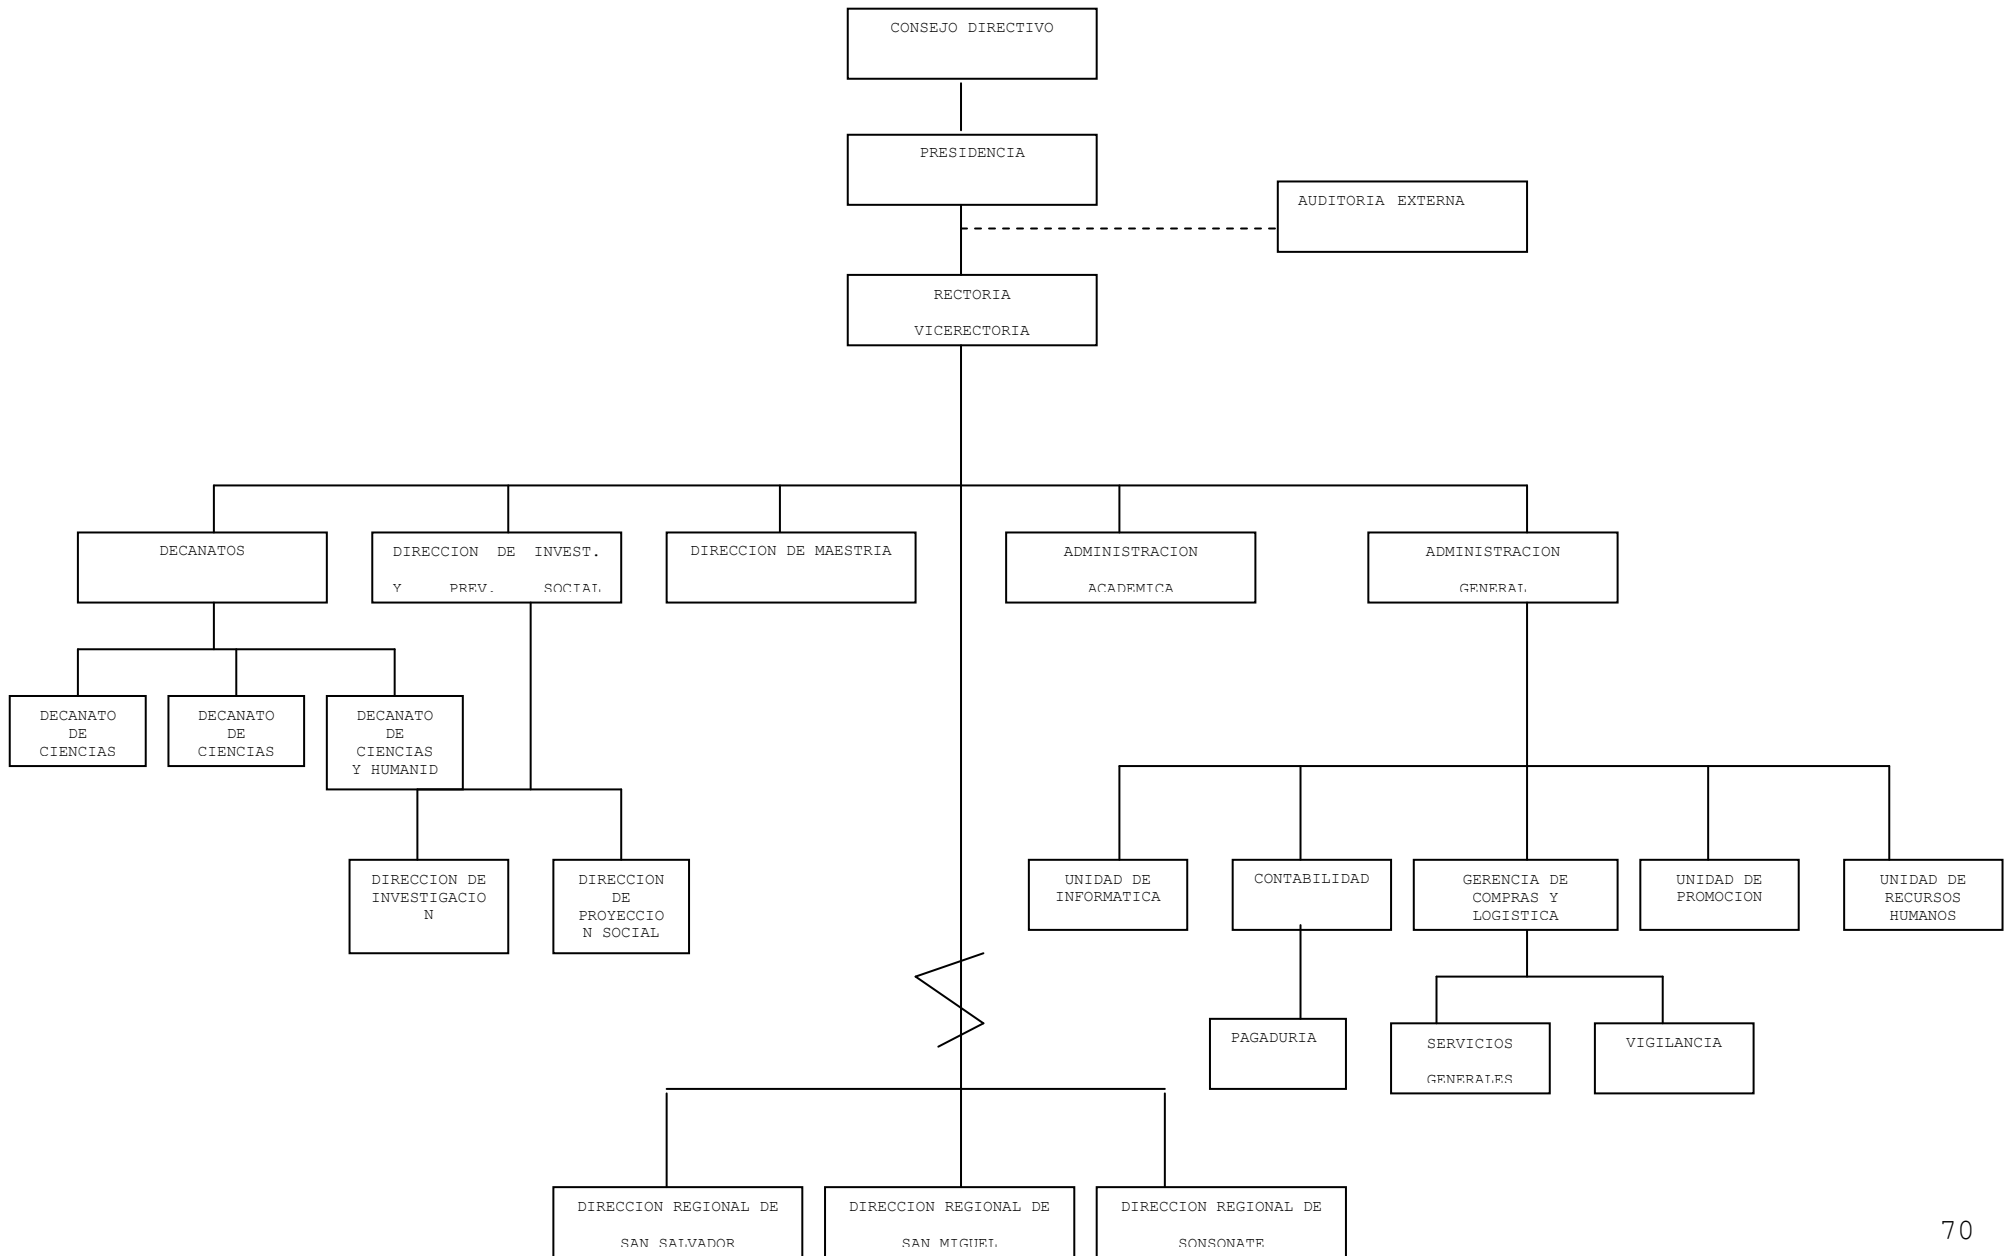 CONSEJO DIRECTIVO
PRESIDENCIA
AUDITORIA EXTERNA
RECTORIA
VICERECTORIA
DECANATOS
DIRECCION DE INVEST.
Y PREV. SOCIAL
DIRECCION DE MAESTRIA
ADMINISTRACION
ACADEMICA
ADMINISTRACION
GENERAL
DECANATO
DE
CIENCIAS
DECANATO
DE
CIENCIAS
DECANATO
DE
CIENCIAS
Y HUMANID
DIRECCION DE
INVESTIGACIO
N
DIRECCION
DE
PROYECCIO
N SOCIAL
UNIDAD DE
INFORMATICA
CONTABILIDAD
GERENCIA DE
COMPRAS Y
LOGISTICA
UNIDAD DE
PROMOCION
UNIDAD DE
RECURSOS
HUMANOS
PAGADURIA
SERVICIOS
GENERALES
VIGILANCIA
DIRECCION REGIONAL DE
SAN SALVADOR
DIRECCION REGIONAL DE
SAN MIGUEL
DIRECCION REGIONAL DE
SONSONATE
70